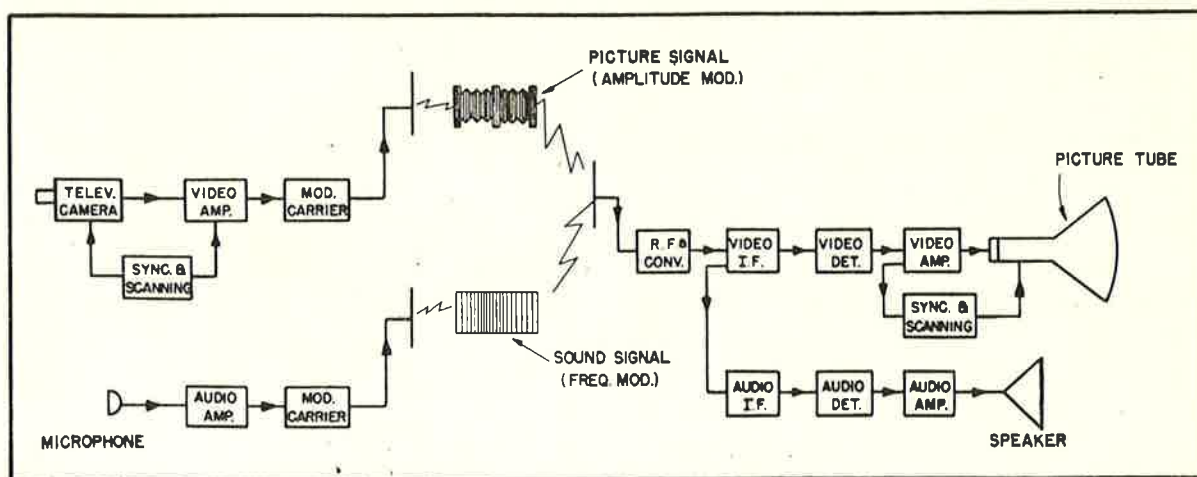 PICTURE SIGNAL
(AMPLITUDE MOD.)
PICTURE TUBE
TELEV.
CAMERA
VIDEO
AMP.
MOD.
CARRIER
SYNC. &
SCANNING
R.F. &
CONV.
VIDEO
I.F.
VIDEO
DET.
VIDEO
AMP.
SYNC. &
SCANNING
SOUND SIGNAL
(FREQ. MOD.)
MICROPHONE
AUDIO
AMP.
MOD.
CARRIER
AUDIO
I.F.
AUDIO
DET.
AUDIO
AMP.
SPEAKER